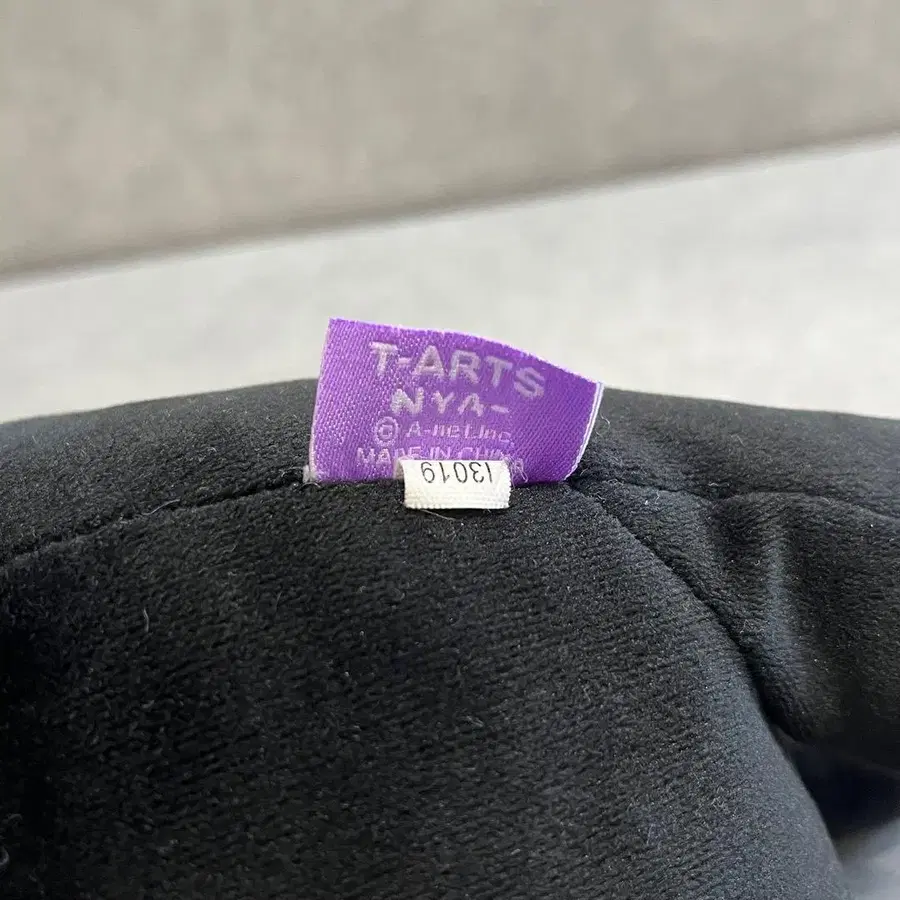 T-ARTS
NYA-
© A-net.Inc
MADE IN CHINA
13019